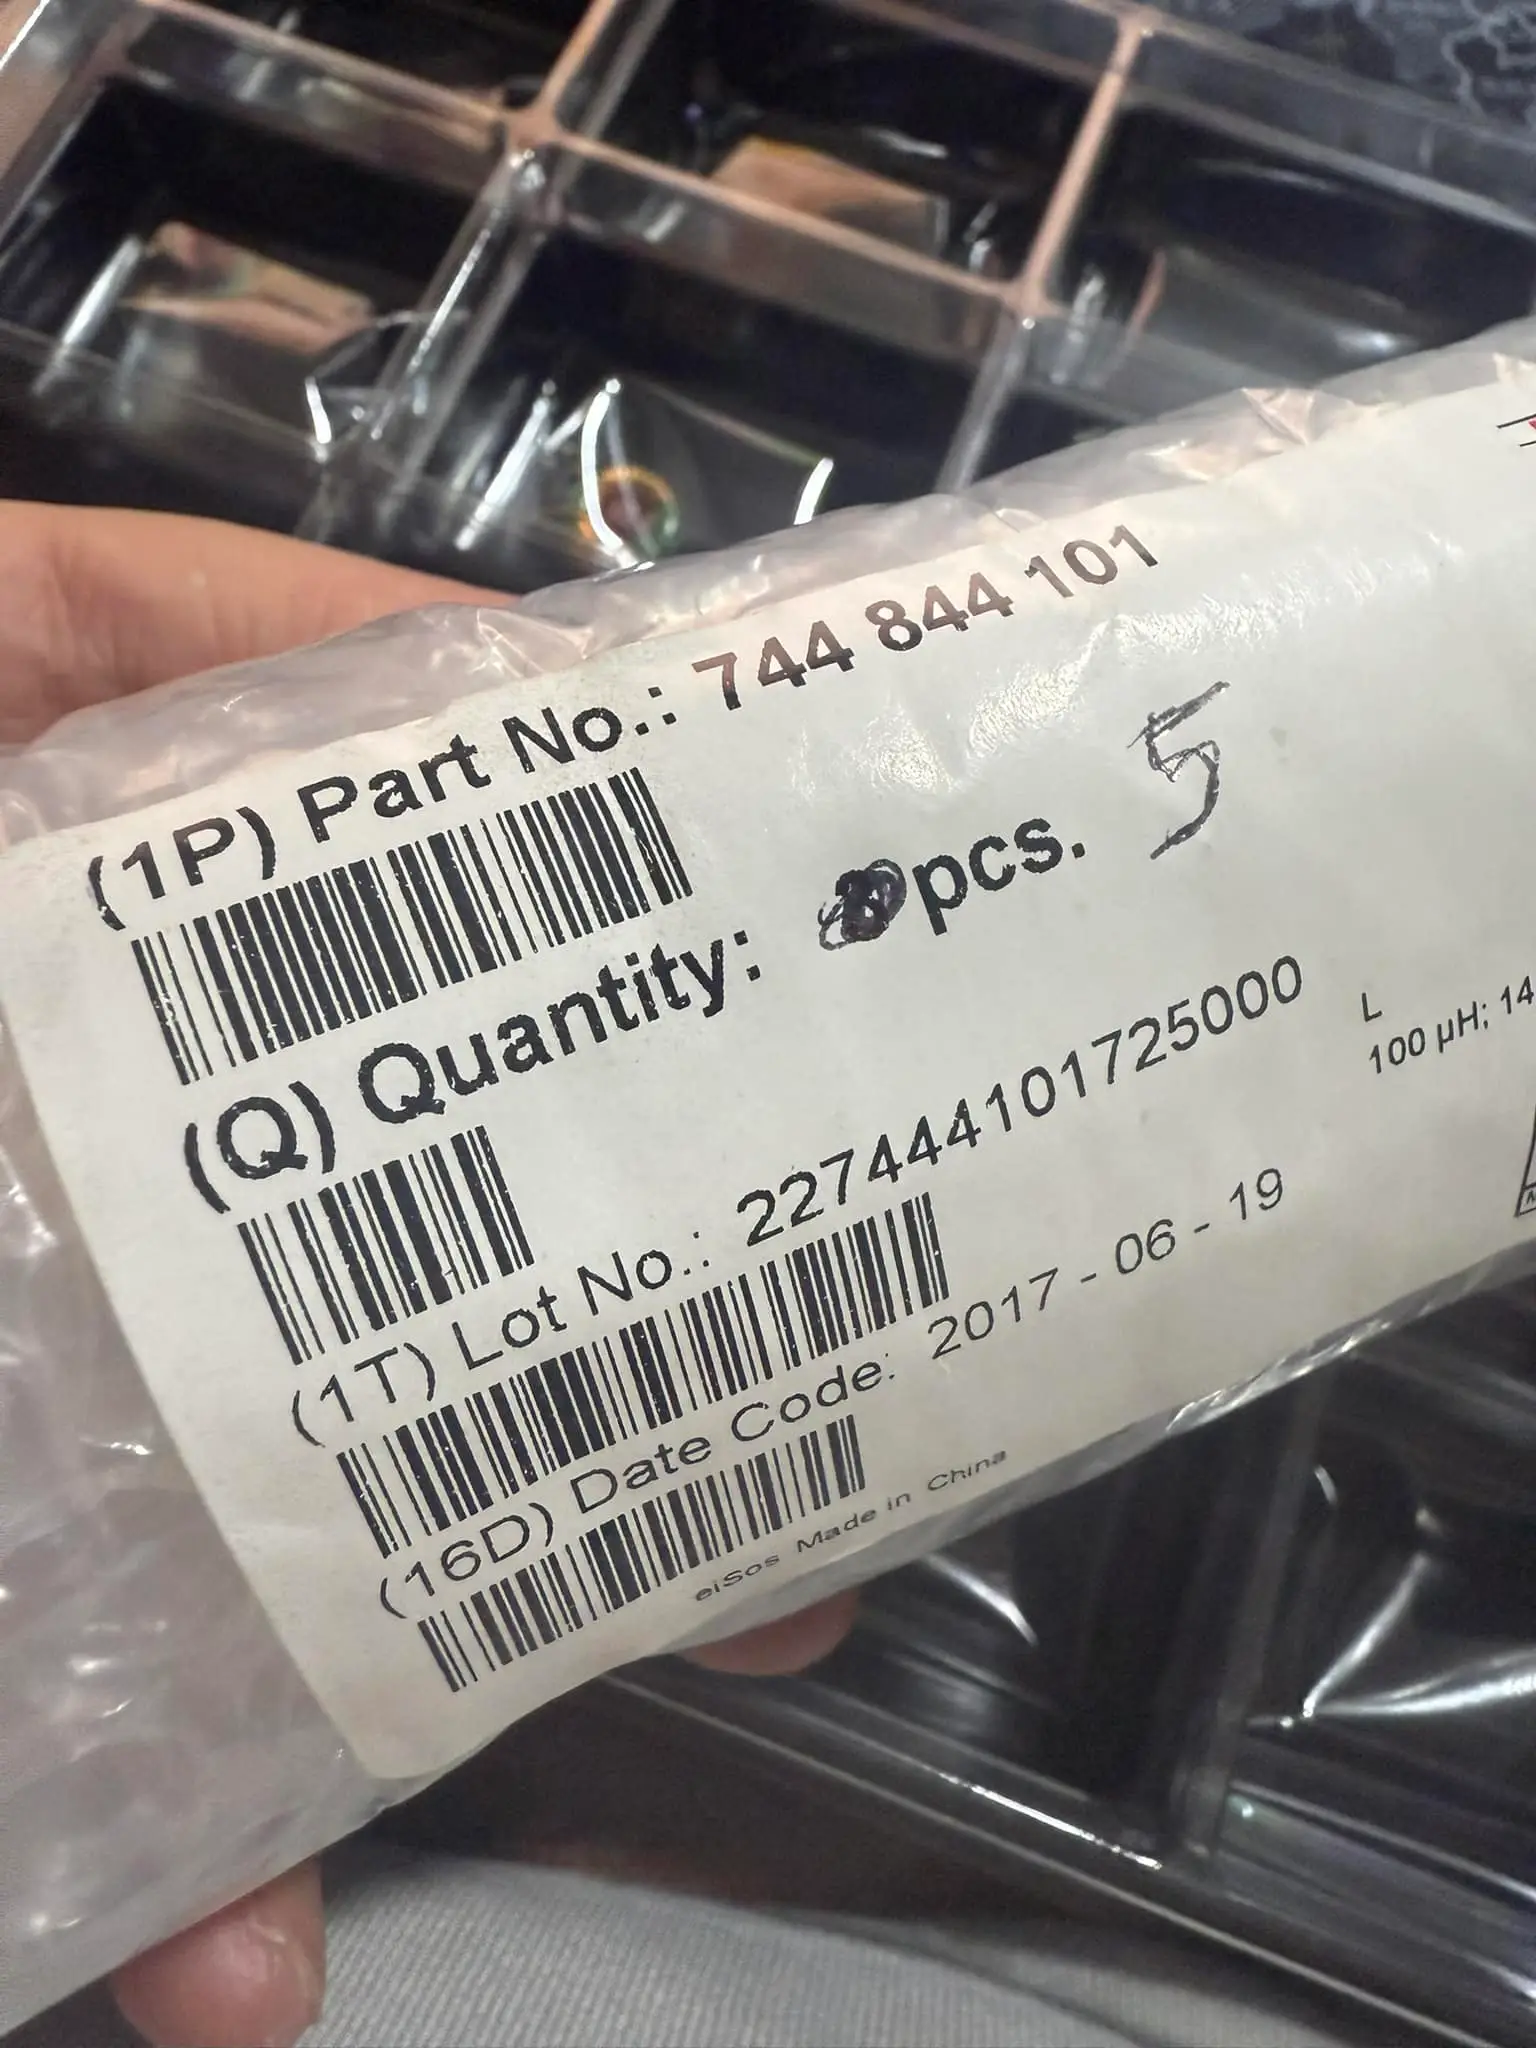 (1P) Part No.: 744 844 101
(Q) Quantity: pcs. 5
(1T) Lot No.: 2274444101725000
L
100 µH; 14
(16D) Date Code: 2017 - 06 - 19
eiSos Made in China